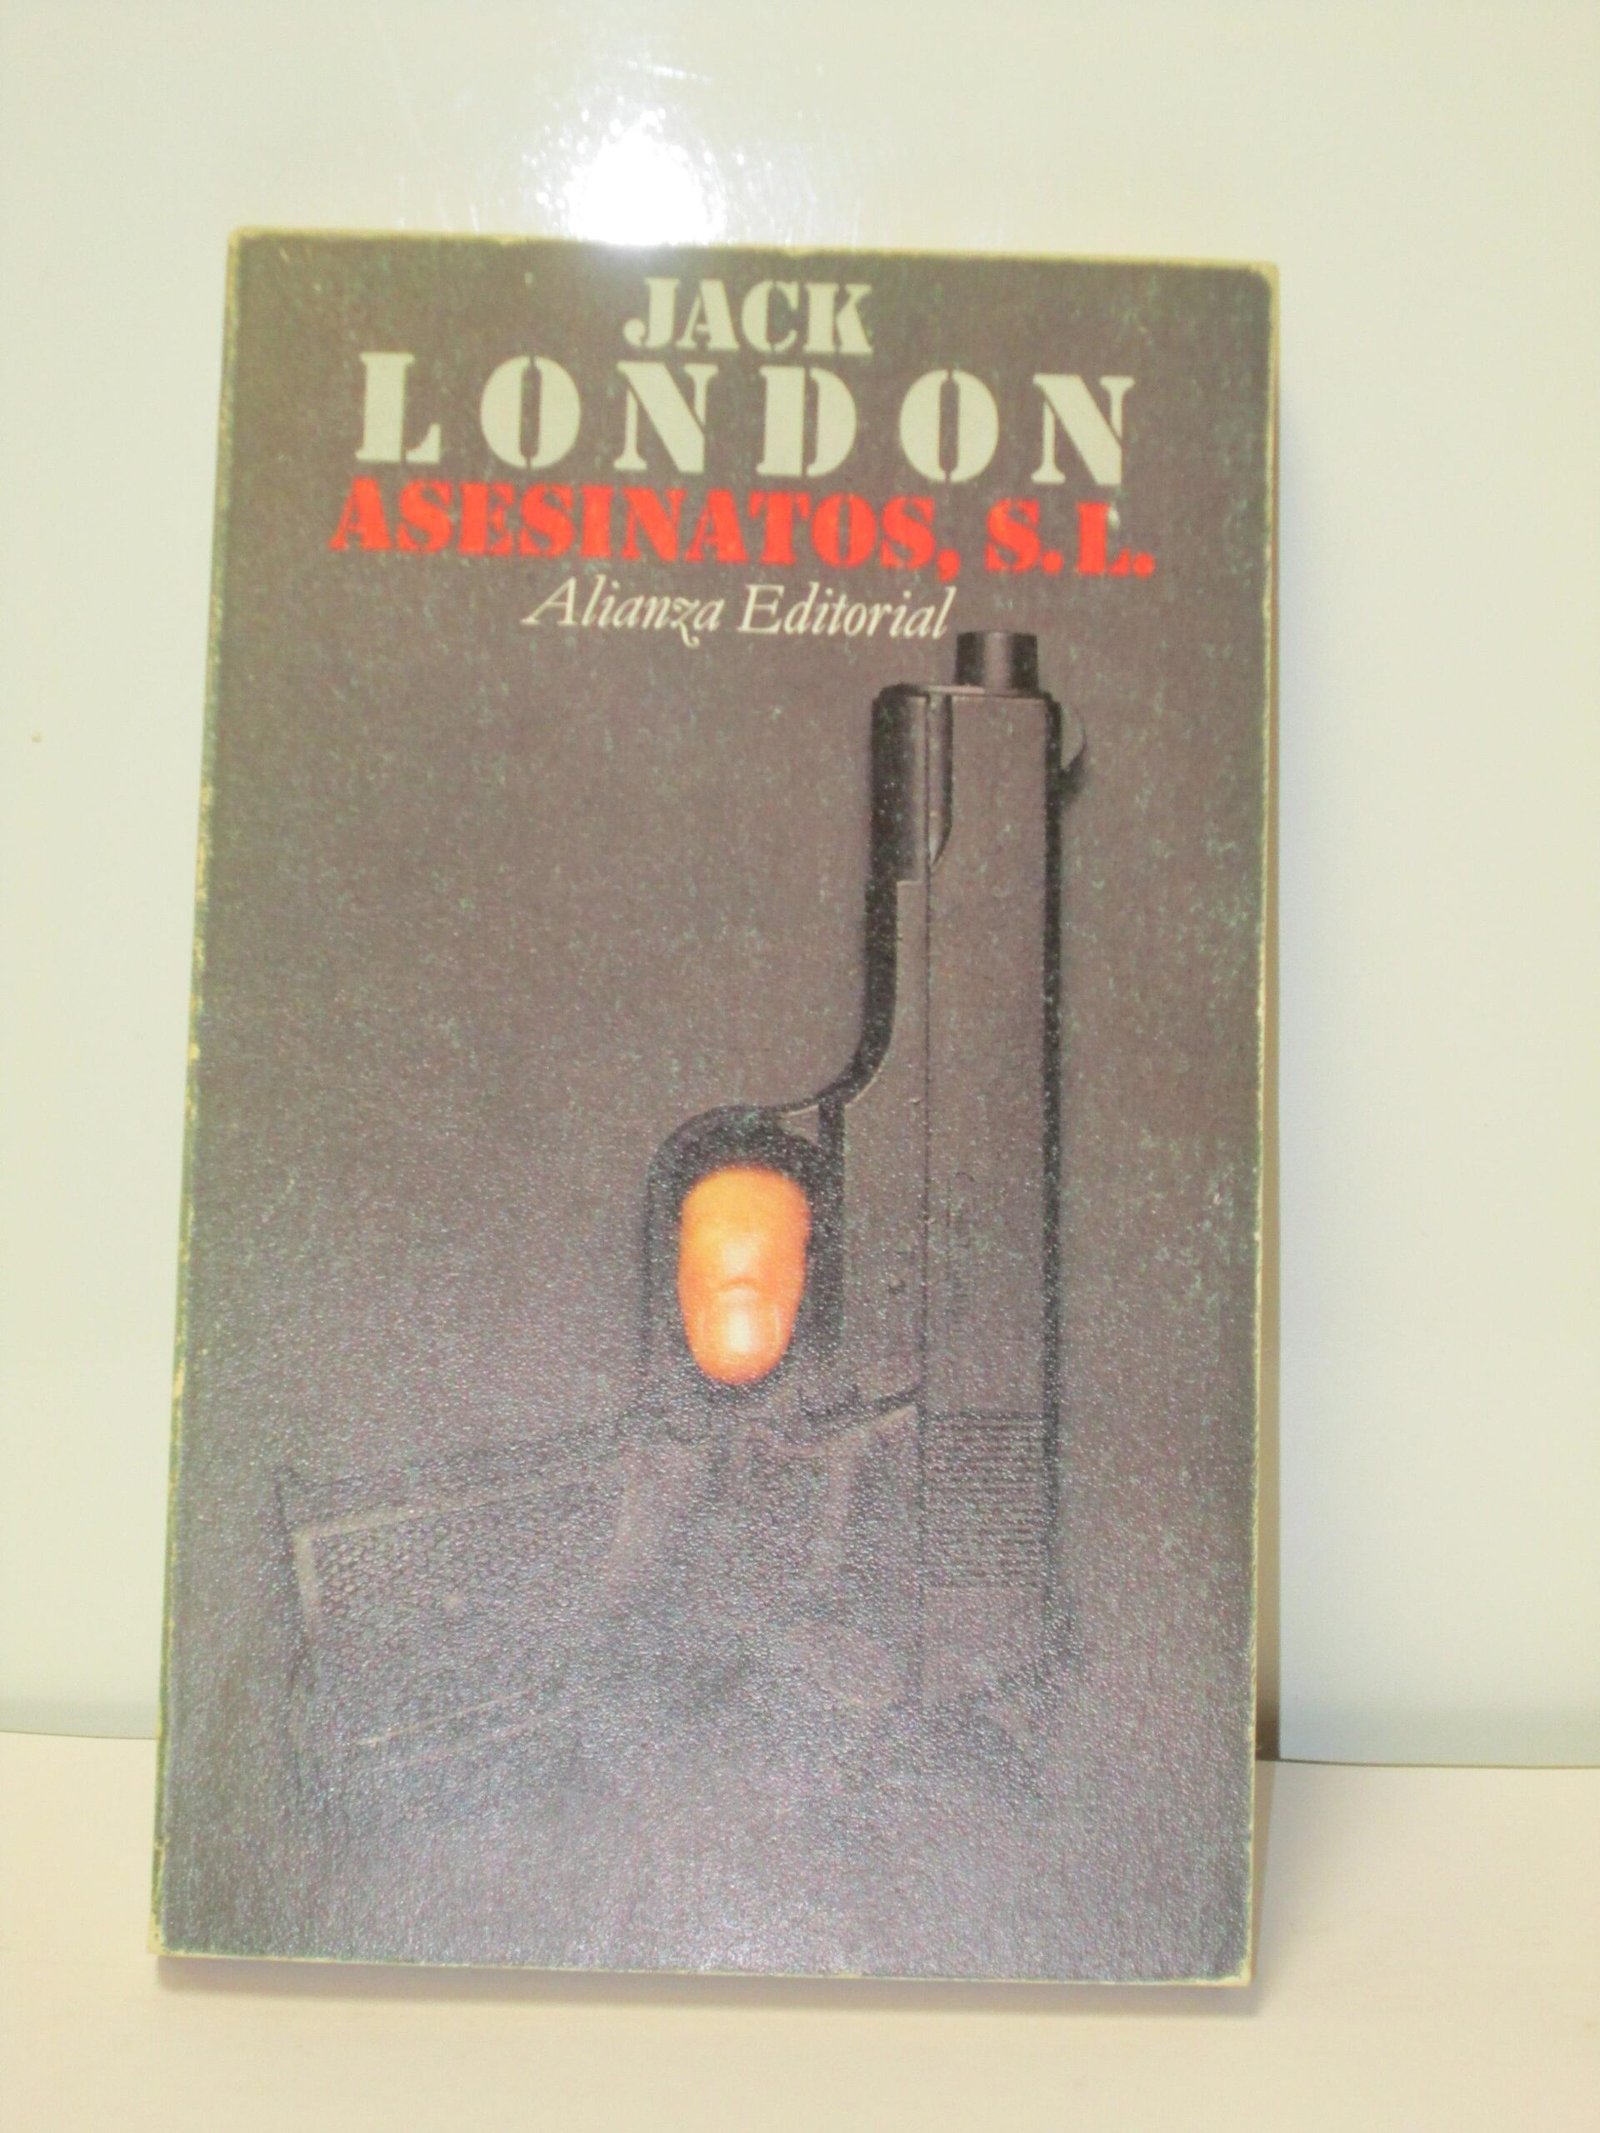 JACK
LONDON
ASESINATOS, S.L.
Alianza Editorial